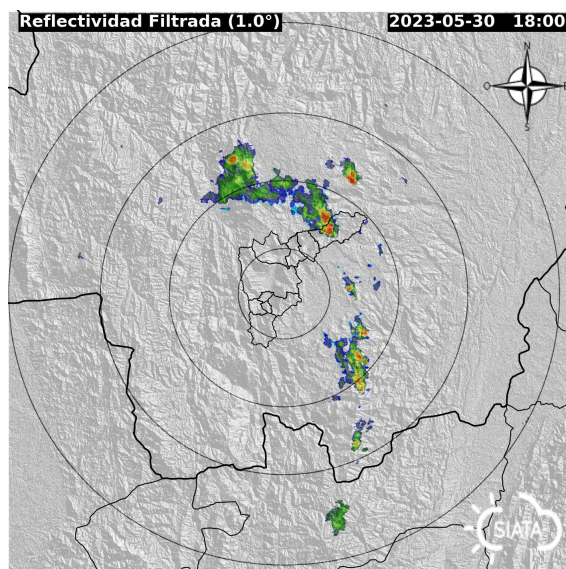 Reflectividad Filtrada (1.0°)
2023-05-30 18:00
N
O E
S
SIATA